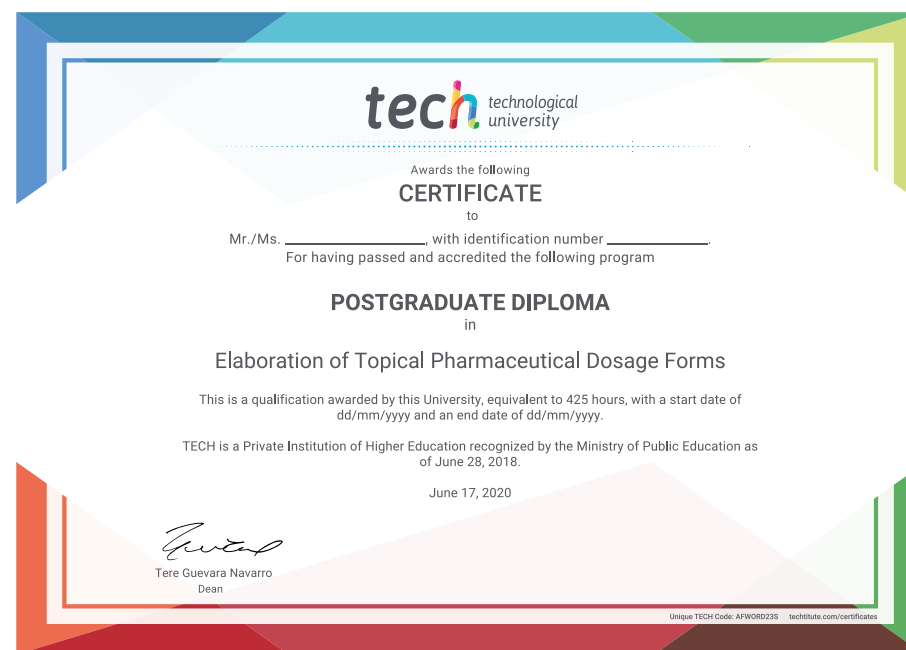 tech technological
university
Awards the following
CERTIFICATE
to
Mr./Ms. ____________________, with identification number ______________.
For having passed and accredited the following program
POSTGRADUATE DIPLOMA
in
Elaboration of Topical Pharmaceutical Dosage Forms
This is a qualification awarded by this University, equivalent to 425 hours, with a start date of
dd/mm/yyyy and an end date of dd/mm/yyyy.
TECH is a Private Institution of Higher Education recognized by the Ministry of Public Education as
of June 28, 2018.
June 17, 2020
Tere Guevara Navarro
Dean
Unique TECH Code: AFWORD23S techtitute.com/certificates